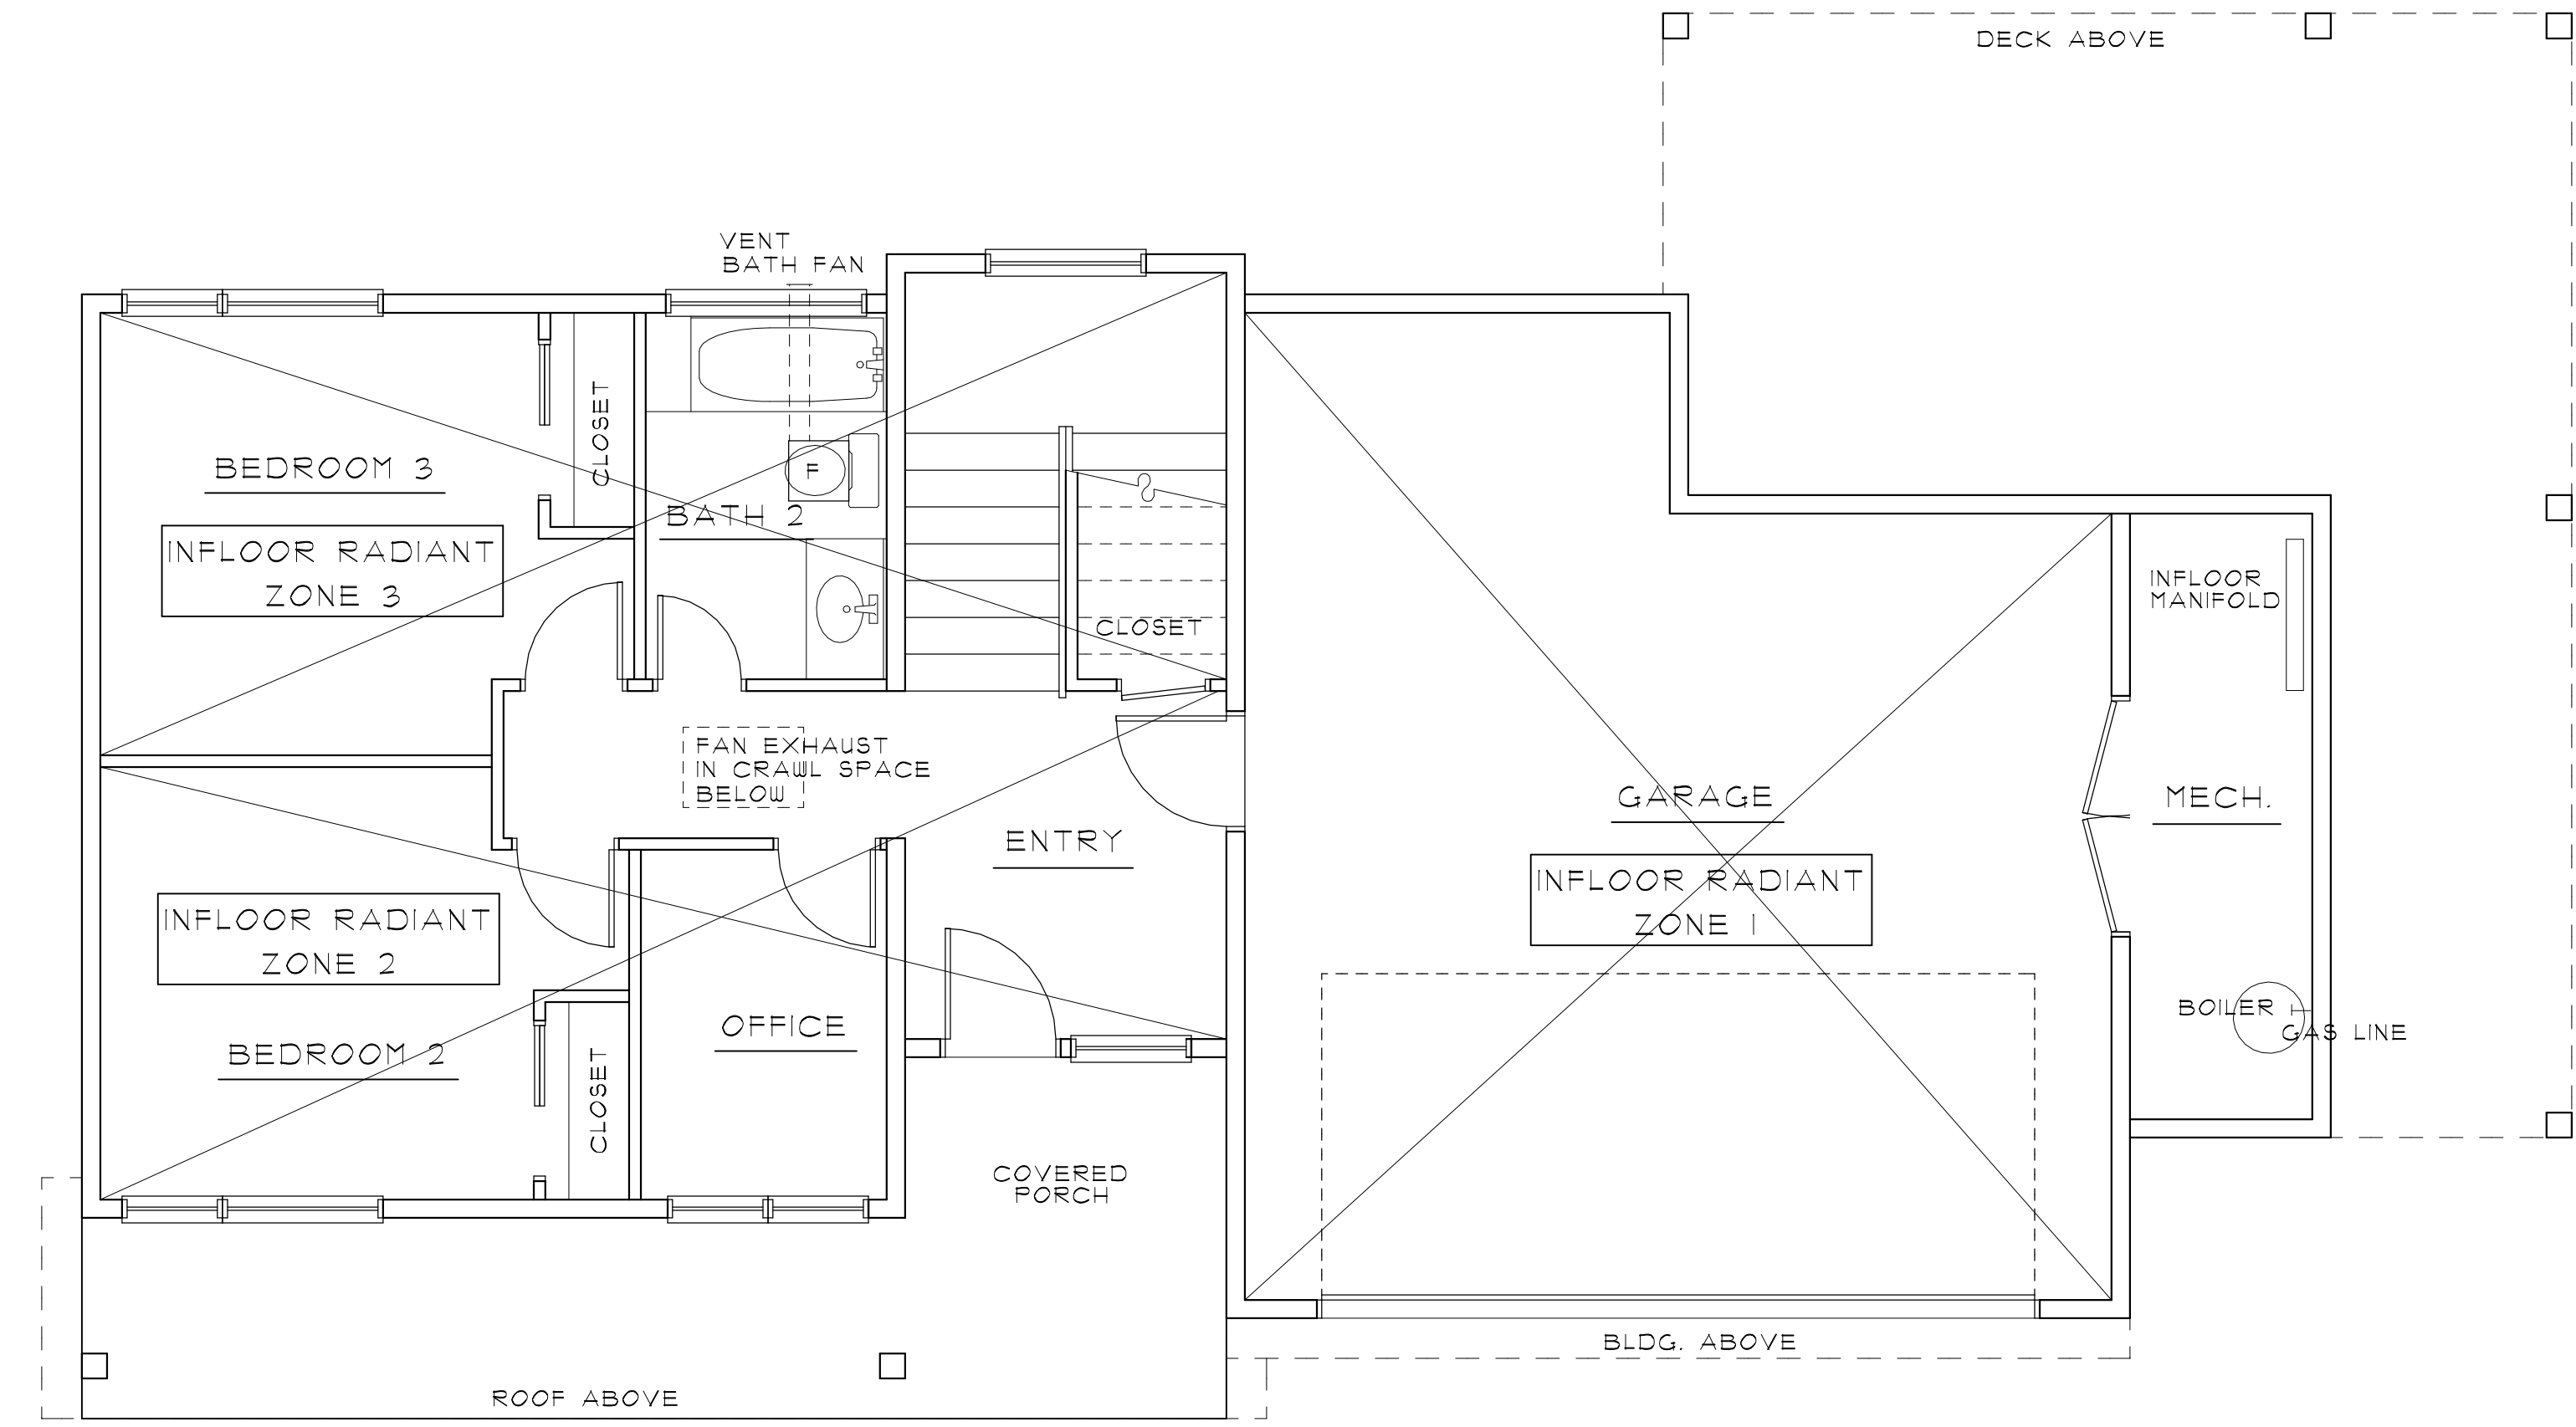 DECK ABOVE
VENT
BATH FAN
CLOSET
BEDROOM 3
F
BATH 2
INFLOOR RADIANT
ZONE 3
INFLOOR
MANIFOLD
CLOSET
FAN EXHAUST
IN CRAWL SPACE
BELOW
GARAGE
MECH.
ENTRY
INFLOOR RADIANT
ZONE 1
INFLOOR RADIANT
ZONE 2
BOILER
GAS LINE
OFFICE
BEDROOM 2
CLOSET
COVERED
PORCH
BLDG. ABOVE
ROOF ABOVE